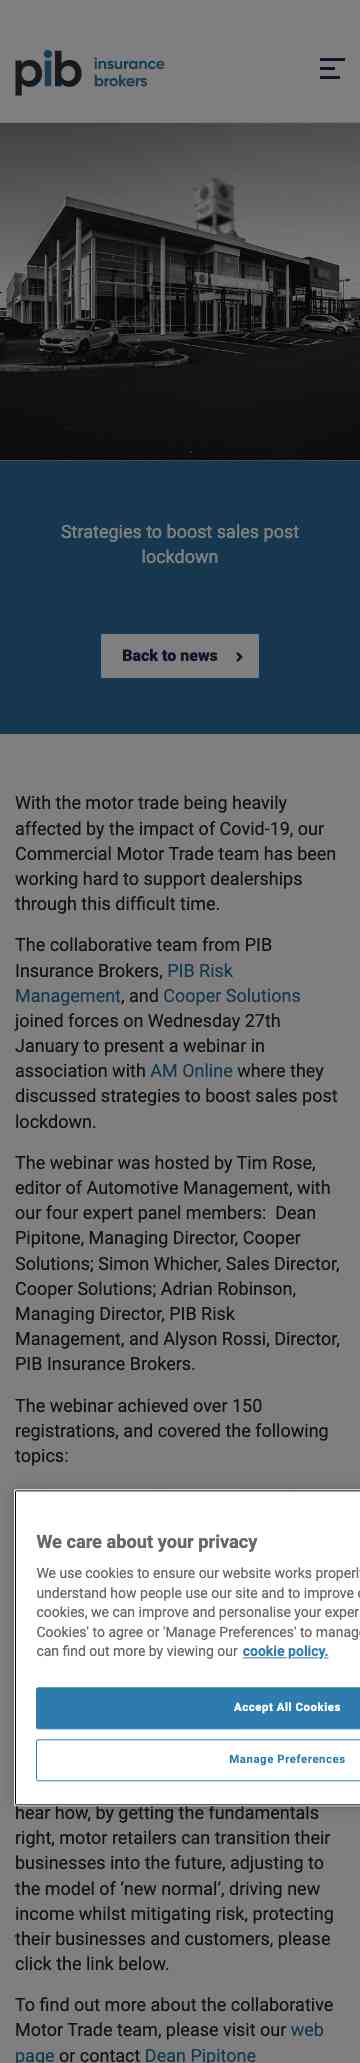 pib insurance
brokers
Strategies to boost sales post
lockdown
Back to news
With the motor trade being heavily
affected by the impact of Covid-19, our
Commercial Motor Trade team has been
working hard to support dealerships
through this difficult time.
The collaborative team from PIB
Insurance Brokers, PIB Risk
Management, and Cooper Solutions
joined forces on Wednesday 27th
January to present a webinar in
association with AM Online where they
discussed strategies to boost sales post
lockdown.
The webinar was hosted by Tim Rose,
editor of Automotive Management, with
our four expert panel members:  Dean
Pipitone, Managing Director, Cooper
Solutions; Simon Whicher, Sales Director,
Cooper Solutions; Adrian Robinson,
Managing Director, PIB Risk
Management, and Alyson Rossi, Director,
PIB Insurance Brokers.
The webinar achieved over 150
registrations, and covered the following
topics:
We care about your privacy
We use cookies to ensure our website works
understand how people use our site and to improve
cookies, we can improve and personalise your
Cookies' to agree or 'Manage Preferences' to
can find out more by viewing our cookie policy.
Accept All Cookies
Manage Preferences
hear how, by getting the fundamentals
right, motor retailers can transition their
businesses into the future, adjusting to
the model of ‘new normal’, driving new
income whilst mitigating risk, protecting
their businesses and customers, please
click the link below.
To find out more about the collaborative
Motor Trade team, please visit our web
page or contact Dean Pipitone